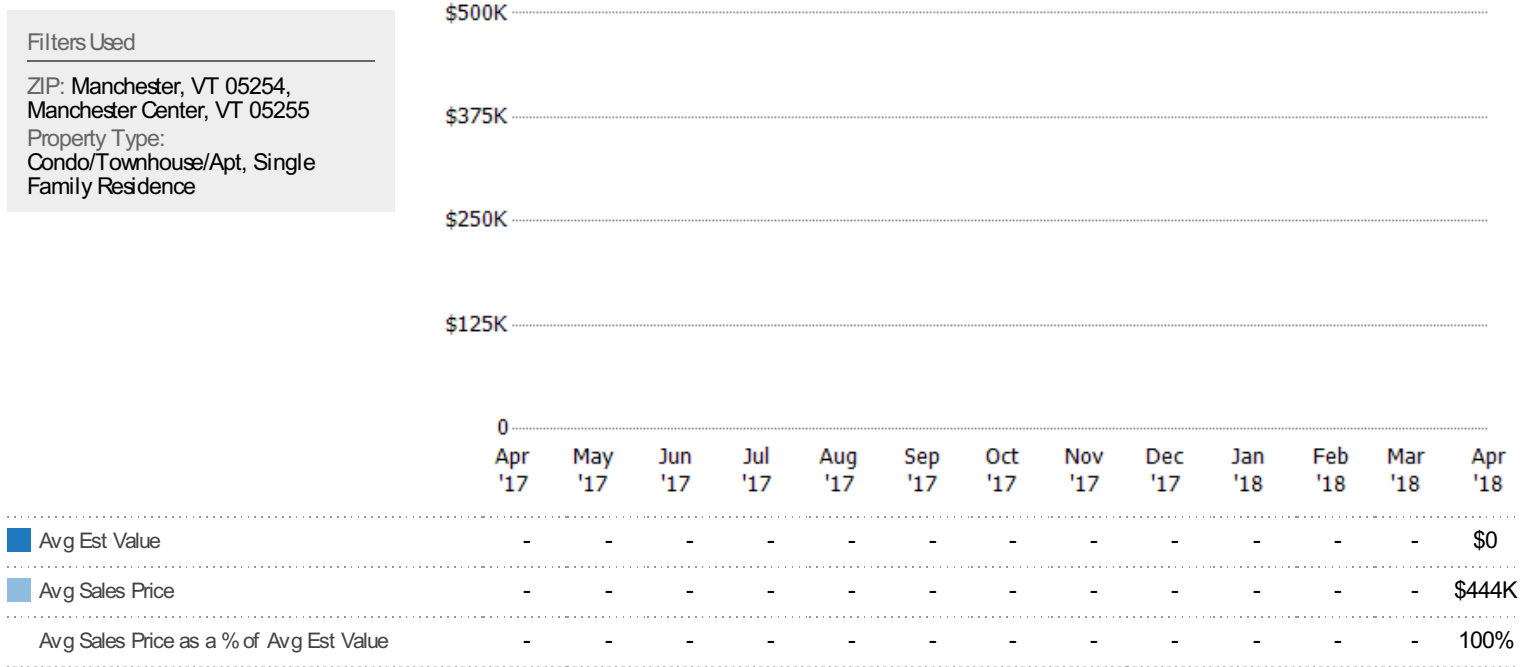 Filters Used
ZIP: Manchester, VT 05254,
Manchester Center, VT 05255
Property Type:
Condo/Townhouse/Apt, Single
Family Residence
$500K
$375K
$250K
$125K
0
Apr May Jun Jul Aug Sep Oct Nov Dec Jan Feb Mar Apr
'17 '17 '17 '17 '17 '17 '17 '17 '17 '18 '18 '18 '18
Avg Est Value - - - - - - - - - - - - $0
Avg Sales Price - - - - - - - - - - - - $444K
Avg Sales Price as a % of Avg Est Value - - - - - - - - - - - - 100%